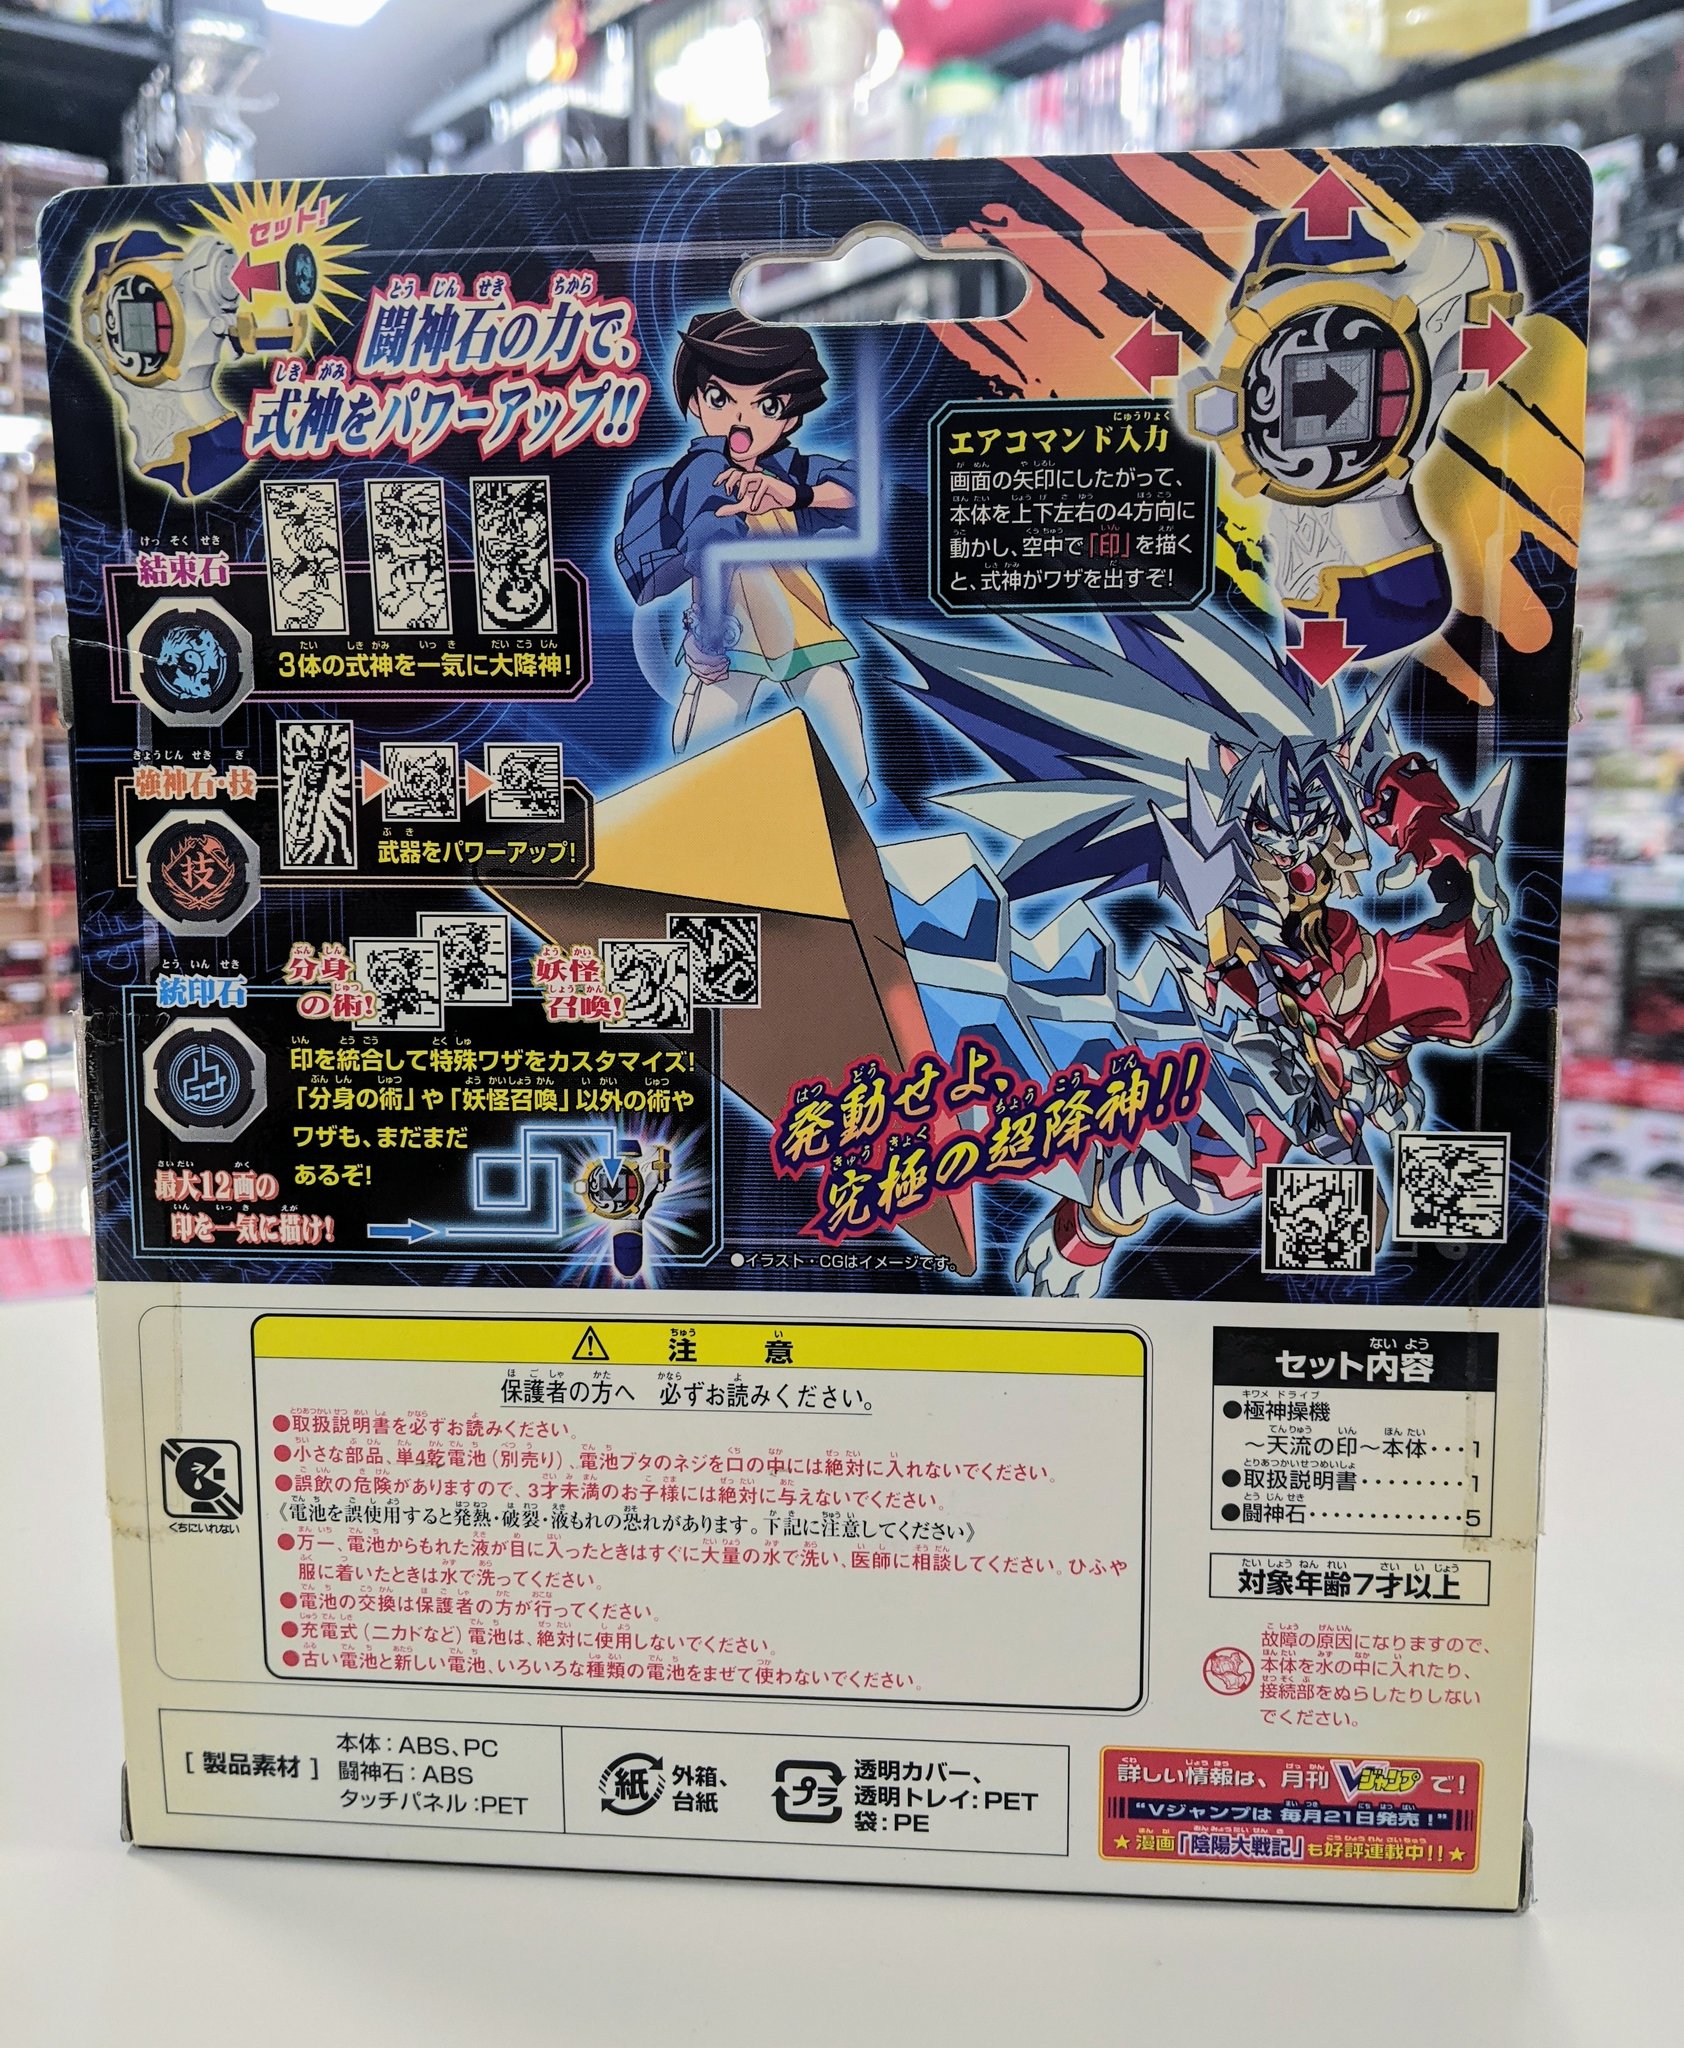 セット!
闘神石の力で、
式神をパワーアップ!!
エアコマンド入力
画面の矢印にしたがって、
本体を上下左右の4方向に
動かし、空中で「印」を描く
と、式神がワザを出すぞ!
結束石
3体の式神を一気に大降神!
強神石・技
技
武器をパワーアップ!
統印石
分身
の術!
妖怪
召喚!
印を統合して特殊ワザをカスタマイズ!
「分身の術」や「妖怪召喚」以外の術や
ワザも、まだまだ
あるぞ!
最大12画の
印を一気に描け!
発動せよ、
究極の超降神!!
●イラスト・CGはイメージです。
注意
保護者の方へ 必ずお読みください。
●取扱説明書を必ずお読みください。
●小さな部品、単4乾電池(別売り)、電池ブタのネジを口の中には絶対に入れないでください。
●誤飲の危険がありますので、3才未満のお子様には絶対に与えないでください。
《電池を誤使用すると発熱・破裂・液もれの恐れがあります。下記に注意してください》
●万一、電池からもれた液が目に入ったときはすぐに大量の水で洗い、医師に相談してください。ひふや
服に着いたときは水で洗ってください。
●電池の交換は保護者の方が行ってください。
●充電式(ニカドなど)電池は、絶対に使用しないでください。
●古い電池と新しい電池、いろいろな種類の電池をまぜて使わないでください。
くちにいれない
セット内容
●極神操機
～天流の印～本体・・・1
●取扱説明書・・・・・・・・1
●闘神石・・・・・・・・・・・・・5
対象年齢7才以上
故障の原因になりますので、
本体を水の中に入れたり、
接続部をぬらしたりしない
でください。
[製品素材]
本体:ABS、PC
闘神石:ABS
タッチパネル:PET
紙
外箱、
台紙
プラ
透明カバー、
透明トレイ:PET
袋:PE
詳しい情報は、月刊Vジャンプで!
“Vジャンプは 毎月21日発売!”
★漫画「陰陽大戦記」も好評連載中!!★